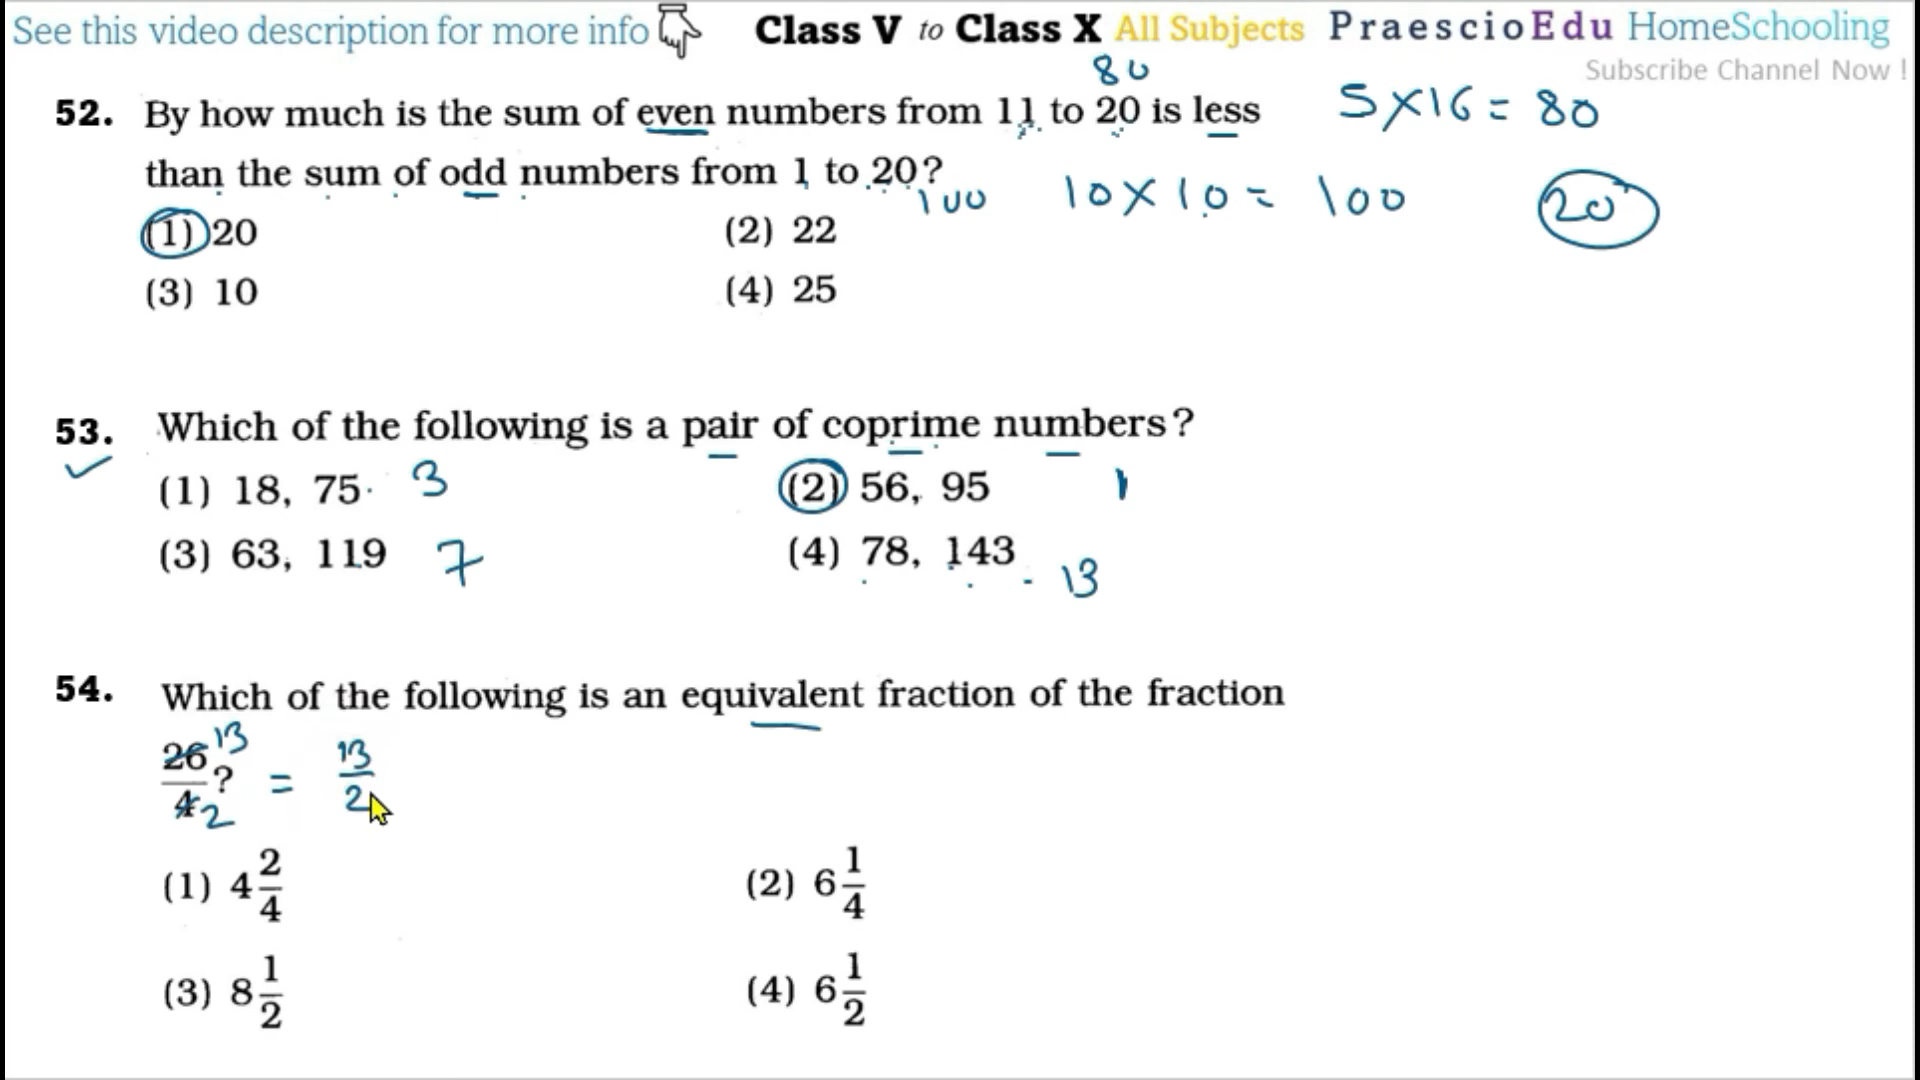 See this video description for more info Class V to Class X All Subjects PraescioEdu HomeSchooling
Subscribe Channel Now !
80
52. By how much is the sum of even numbers from 11 to 20 is less 5×16 = 80
than the sum of odd numbers from 1 to 20? 100 10×10 = 100 20
(1) 20 (2) 22
(3) 10 (4) 25
53. Which of the following is a pair of coprime numbers?
(1) 18, 75 3 (2) 56, 95 1
(3) 63, 119 7 (4) 78, 143 13
54. Which of the following is an equivalent fraction of the fraction
26/4? 13 2 = 13/2
(1) 4 2/4 (2) 6 1/4
(3) 8 1/2 (4) 6 1/2